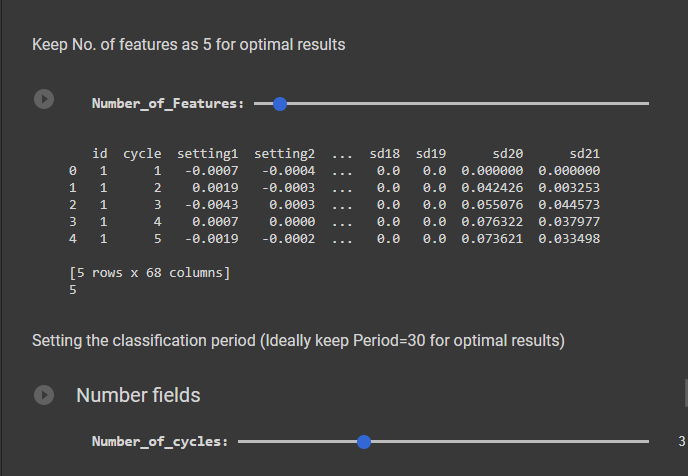 Keep No. of features as 5 for optimal results
Number_of_Features:
id cycle setting1 setting2 ... sd18 sd19 sd20 sd21
0 1 1 -0.0007 -0.0004 ... 0.0 0.0 0.000000 0.000000
1 1 2 0.0019 -0.0003 ... 0.0 0.0 0.042426 0.003253
2 1 3 -0.0043 0.0003 ... 0.0 0.0 0.055076 0.044573
3 1 4 0.0007 0.0000 ... 0.0 0.0 0.076322 0.037977
4 1 5 -0.0019 -0.0002 ... 0.0 0.0 0.073621 0.033498
[5 rows x 68 columns]
5
Setting the classification period (Ideally keep Period=30 for optimal results)
Number fields
Number_of_cycles: 3